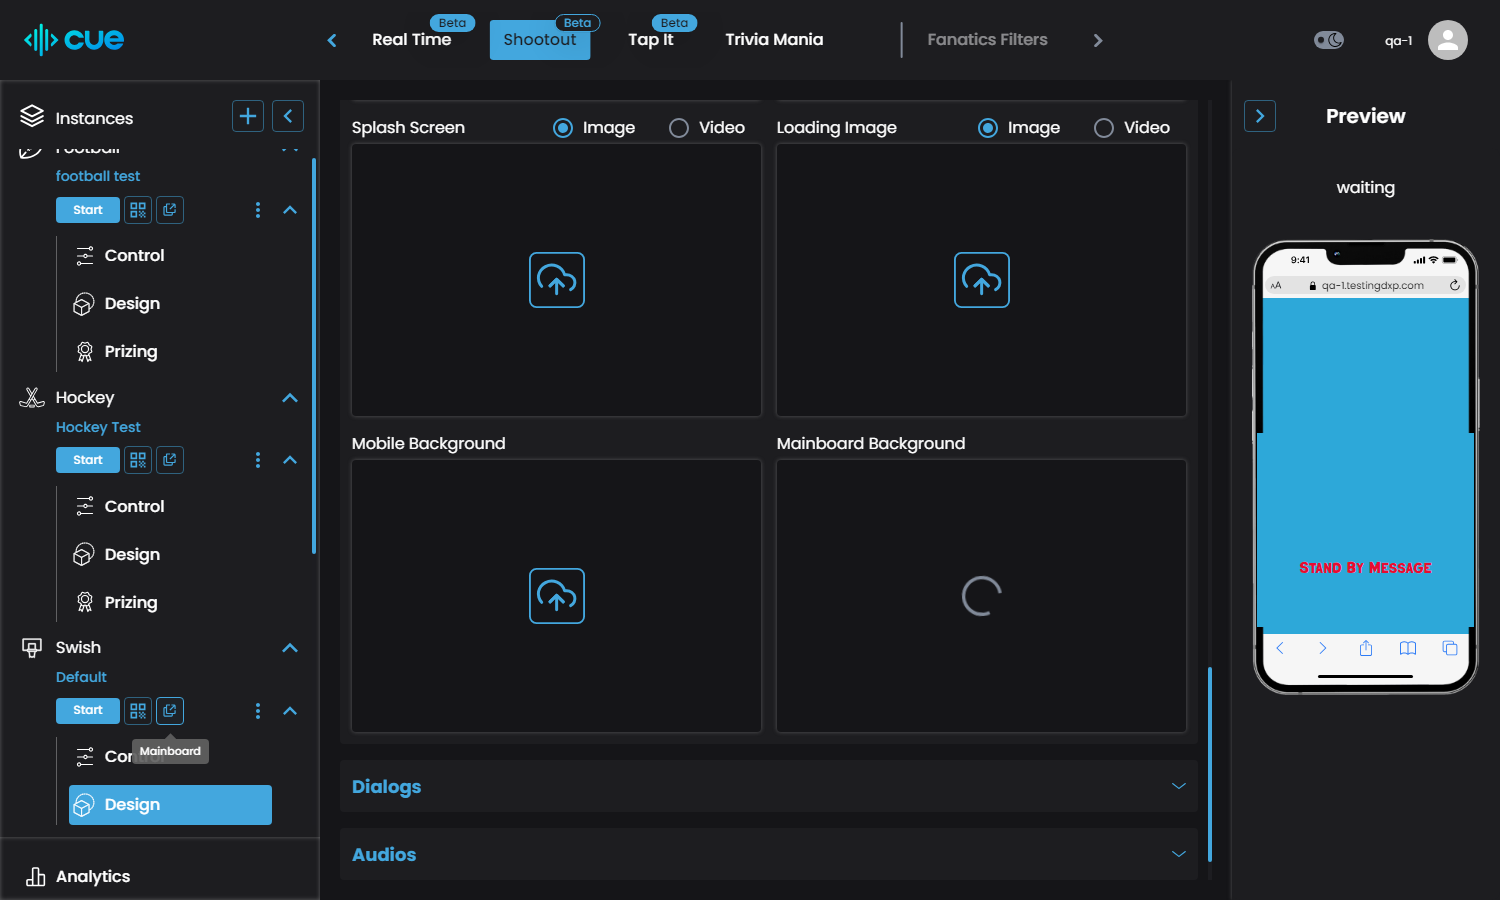 cue
Real Time
Beta
Shootout
Beta
Tap It
Beta
Trivia Mania
Fanatics Filters
qa-1
Instances
Football
football test
Start
Control
Design
Prizing
Hockey
Hockey Test
Start
Control
Design
Prizing
Swish
Default
Start
Mainboard
Control
Design
Analytics
Splash Screen
Image
Video
Loading Image
Image
Video
Mobile Background
Mainboard Background
Dialogs
Audios
Preview
waiting
9:41
AA
qa-1.testingdxp.com
Stand By Message